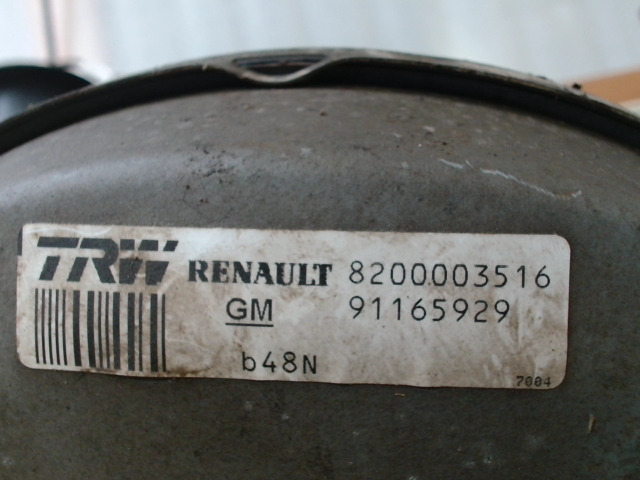 TRW RENAULT 8200003516
GM 91165929
b48N
7004